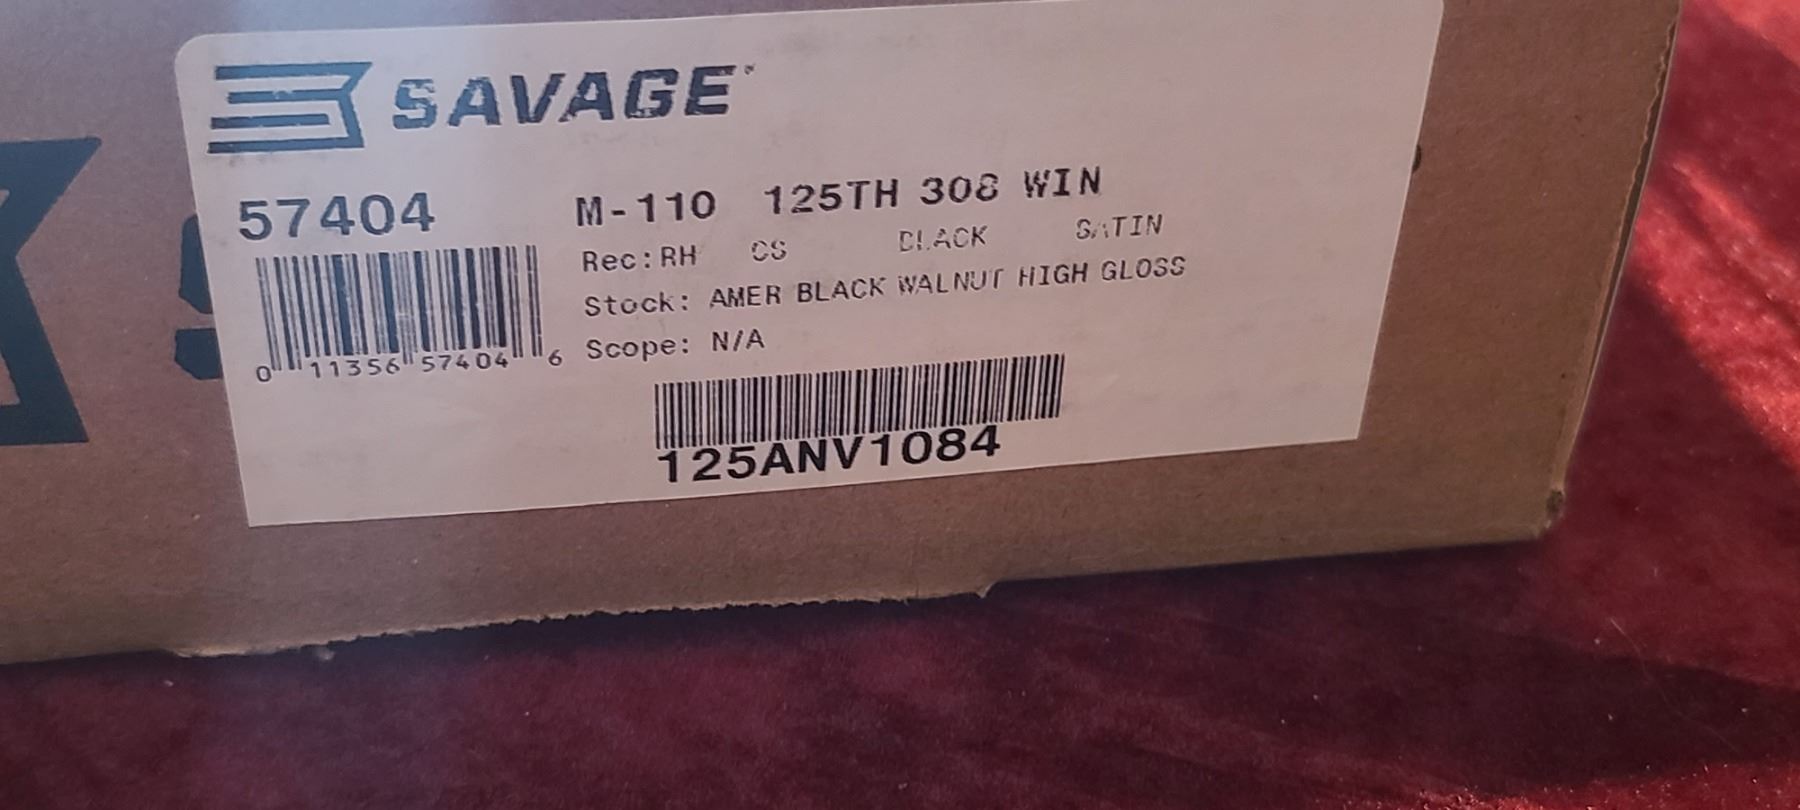 SAVAGE
57404
M-110 125TH 308 WIN
Rec: RH CS BLACK SATIN
Stock: AMER BLACK WALNUT HIGH GLOSS
Scope: N/A
0 11356 57404 6
125ANV1084